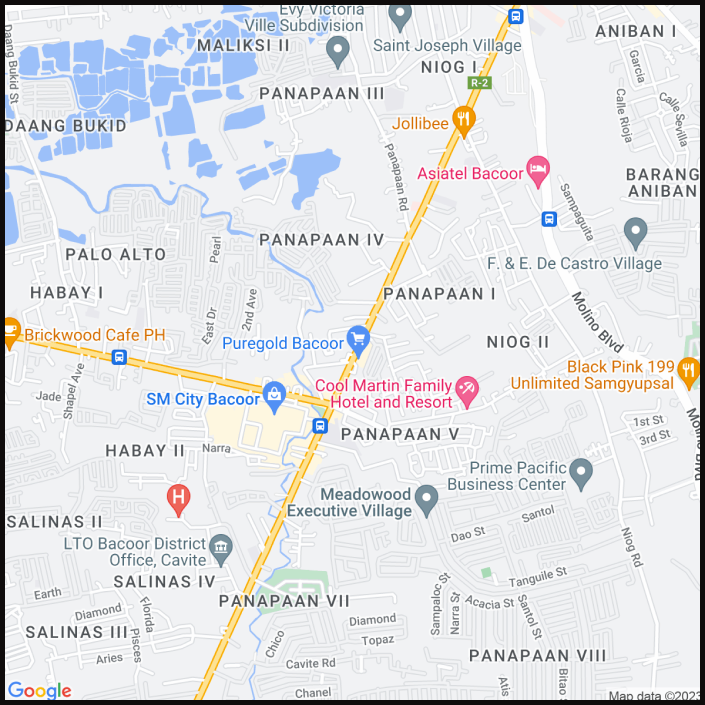 Evy Victoria
Ville Subdivision
MALIKSI II
Saint Joseph Village
ANIBAN I
Daang Bukid St
NIOG I
R-2
Garcia
Calle Rioja
Calle Sevilla
PANAPAAN III
Jollibee
DAANG BUKID
Panapaan Rd
Asiatel Bacoor
BARANG
ANIBAN
Sampaguita
PALO ALTO
Pearl
PANAPAAN IV
F. & E. De Castro Village
HABAY I
PANAPAAN I
East Dr
2nd Ave
Molino Blvd
Brickwood Cafe PH
Puregold Bacoor
NIOG II
Black Pink 199
Unlimited Samgyupsal
Jade
Shapel Ave
SM City Bacoor
Cool Martin Family
Hotel and Resort
1st St
3rd St
Molino Blvd
HABAY II
Narra
PANAPAAN V
Prime Pacific
Business Center
H
Meadowood
Executive Village
Santol
SALINAS II
LTO Bacoor District
Office, Cavite
Dao St
Niog Rd
SALINAS IV
Tanguile St
Earth
PANAPAAN VII
Sampaloc St
Narra St
Acacia St
Santol St
Diamond
Florida
Pisces
Diamond
SALINAS III
Chico
Topaz
Aries
Cavite Rd
PANAPAAN VIII
Google
Chanel
Atis
Bitao S
Map data ©2023